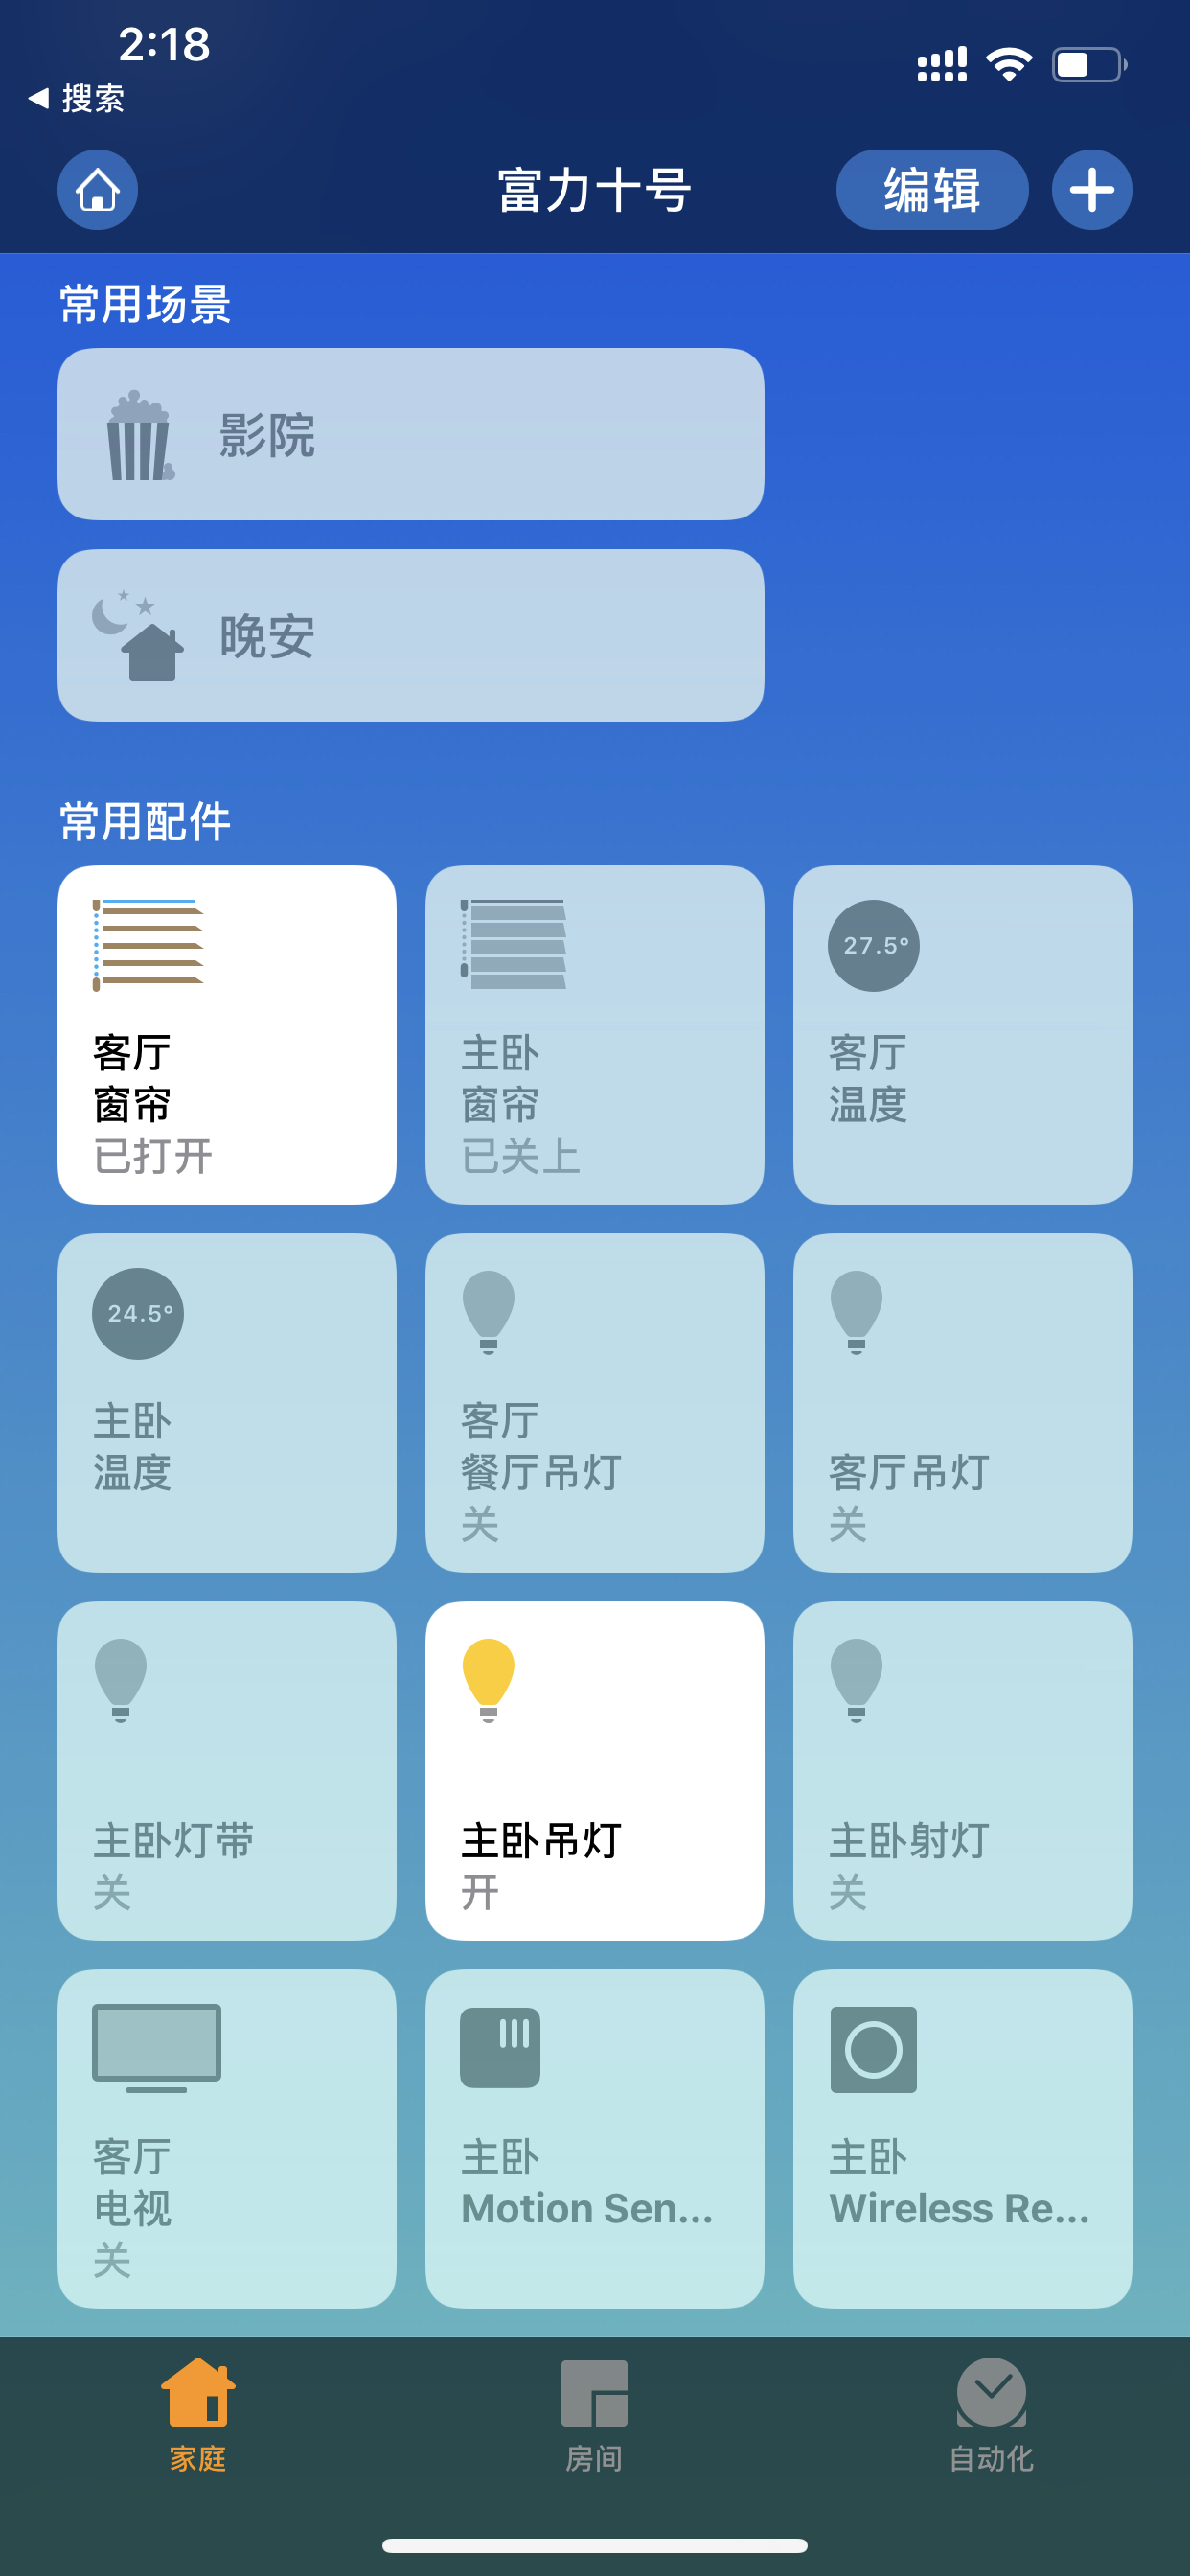 2:18
搜索
富力十号
编辑
常用场景
影院
晚安
常用配件
客厅
窗帘
已打开
主卧
窗帘
已关上
27.5°
客厅
温度
24.5°
主卧
温度
客厅
餐厅吊灯
关
客厅吊灯
关
主卧灯带
关
主卧吊灯
开
主卧射灯
关
客厅
电视
关
主卧
Motion Sen...
主卧
Wireless Re...
家庭
房间
自动化